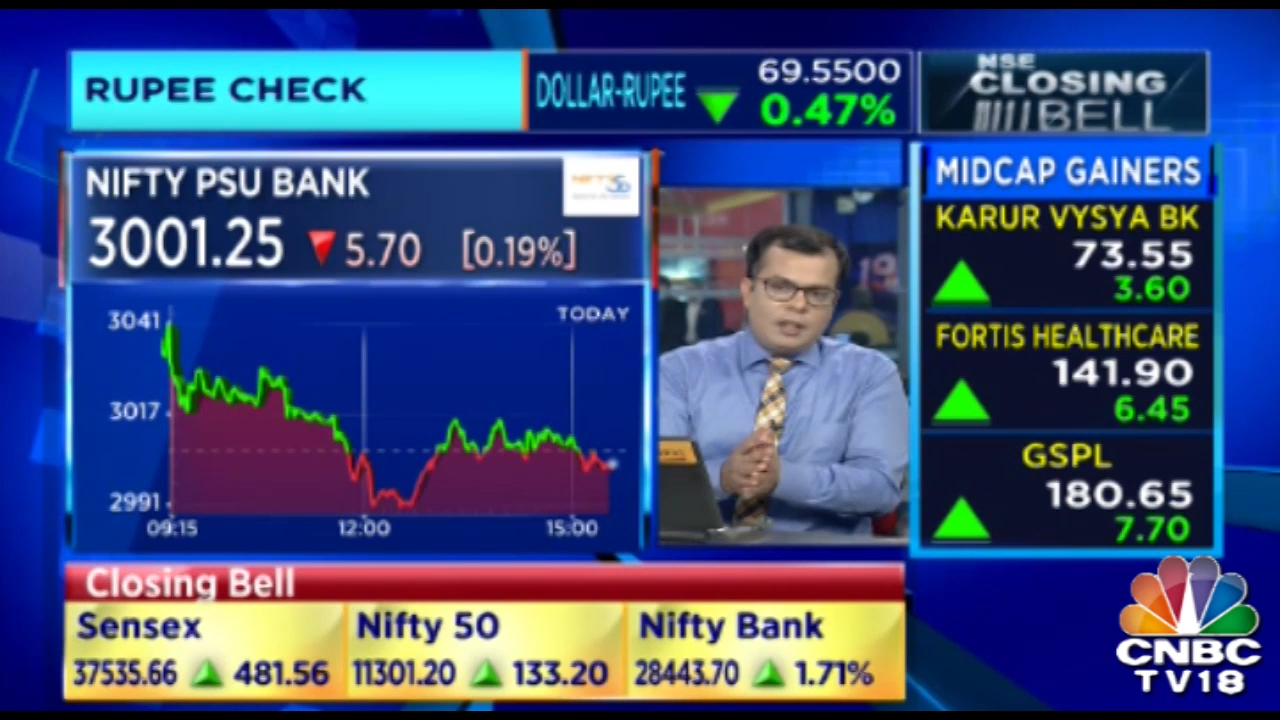 RUPEE CHECK
DOLLAR-RUPEE
69.5500
0.47%
NSE
CLOSING
BELL
NIFTY PSU BANK
3001.25 5.70 [0.19%]
TODAY
3041
3017
2991
09:15 12:00 15:00
MIDCAP GAINERS
KARUR VYSYA BK
73.55
3.60
FORTIS HEALTHCARE
141.90
6.45
GSPL
180.65
7.70
Closing Bell
Sensex
37535.66 481.56
Nifty 50
11301.20 133.20
Nifty Bank
28443.70 1.71%
CNBC
TV18